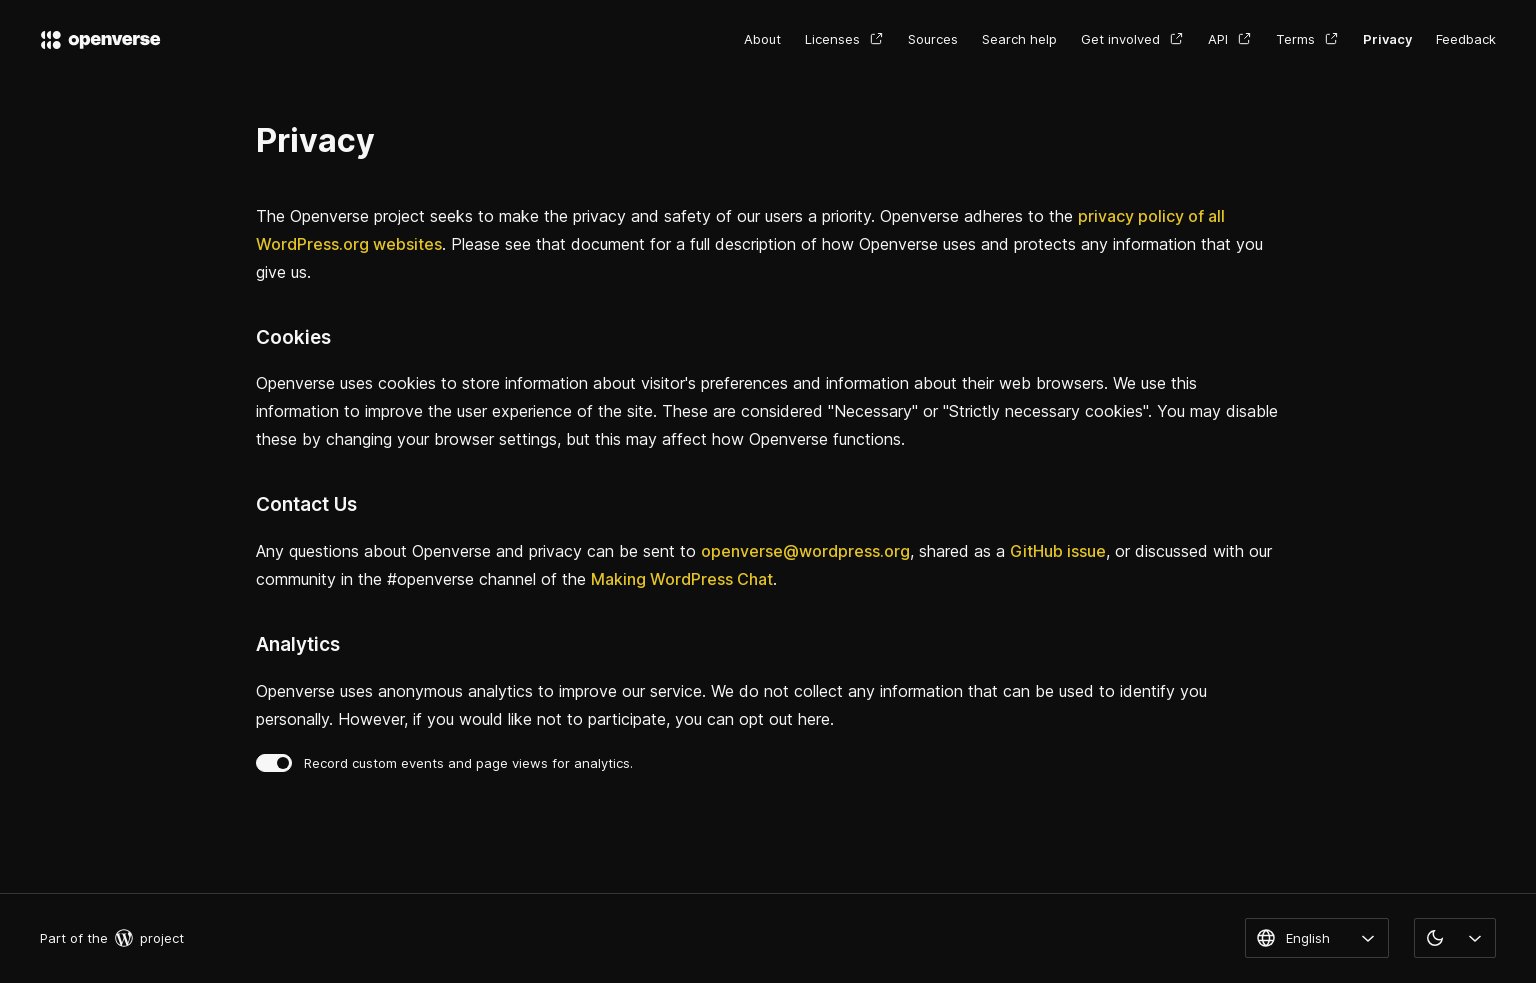 openverse
About Licenses Sources Search help Get involved API Terms Privacy Feedback
Privacy
The Openverse project seeks to make the privacy and safety of our users a priority. Openverse adheres to the privacy policy of all
WordPress.org websites. Please see that document for a full description of how Openverse uses and protects any information that you
give us.
Cookies
Openverse uses cookies to store information about visitor's preferences and information about their web browsers. We use this
information to improve the user experience of the site. These are considered "Necessary" or "Strictly necessary cookies". You may disable
these by changing your browser settings, but this may affect how Openverse functions.
Contact Us
Any questions about Openverse and privacy can be sent to openverse@wordpress.org, shared as a GitHub issue, or discussed with our
community in the #openverse channel of the Making WordPress Chat.
Analytics
Openverse uses anonymous analytics to improve our service. We do not collect any information that can be used to identify you
personally. However, if you would like not to participate, you can opt out here.
Record custom events and page views for analytics.
Part of the project
English